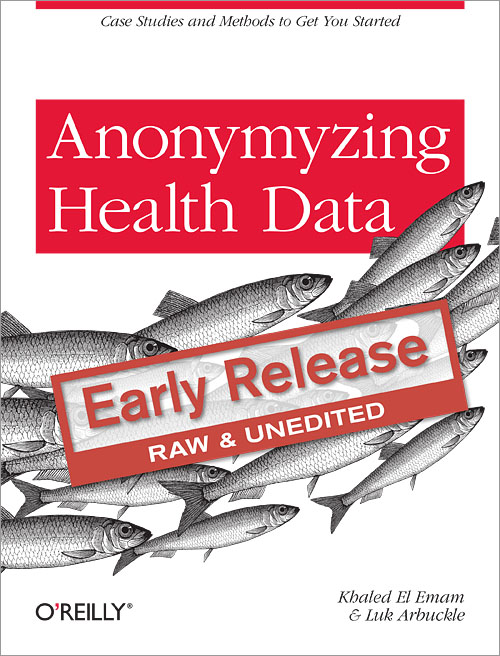 Case Studies and Methods to Get You Started
Anonymyzing
Health Data
Early Release
RAW & UNEDITED
Khaled El Emam
& Luk Arbuckle
O'REILLY®